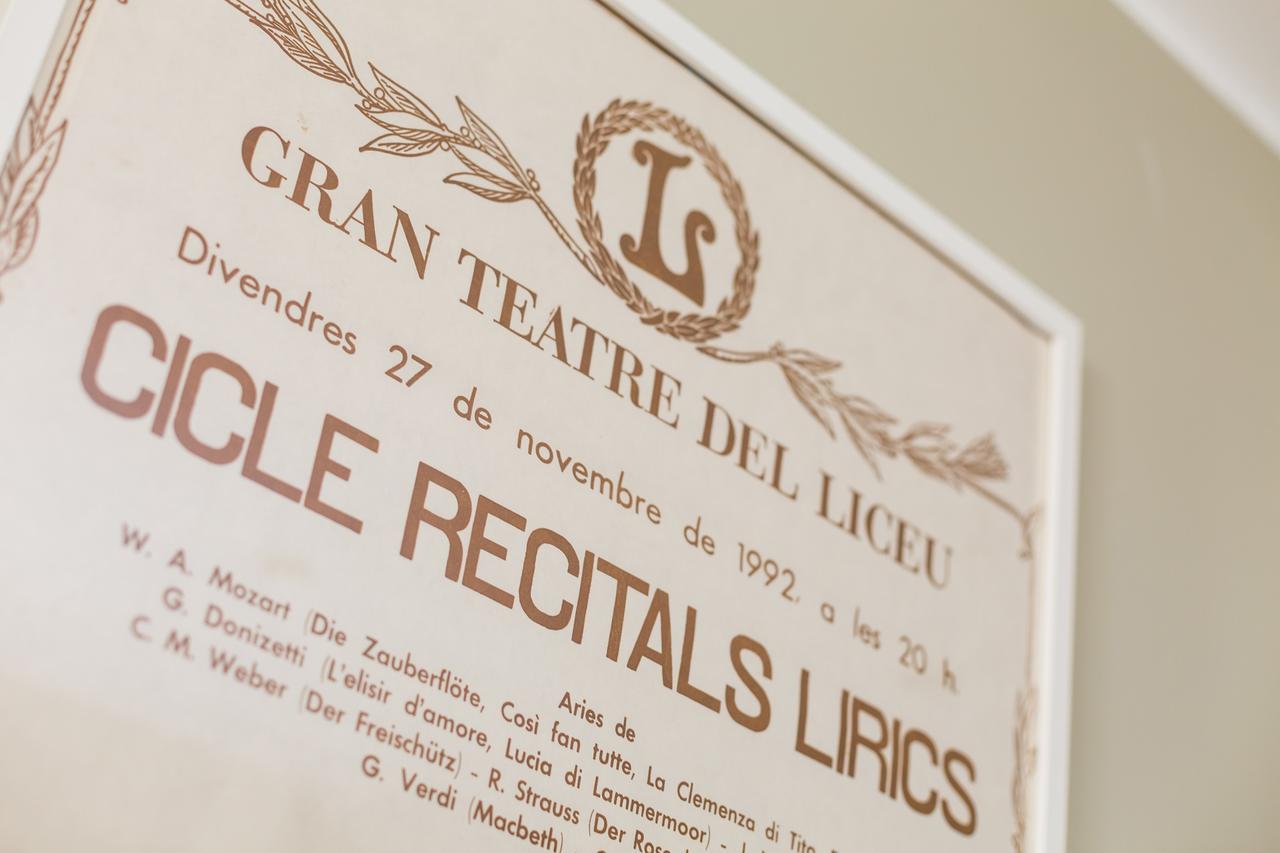 L
GRAN TEATRE DEL LICEU
Divendres 27 de novembre de 1992, a les 20 h.
CICLE RECITALS LIRICS
Aries de
W. A. Mozart (Die Zauberflöte, Così fan tutte, La Clemenza di Tito,
G. Donizetti (L'elisir d'amore, Lucia di Lammermoor) -
C. M. Weber (Der Freischütz) - R. Strauss (Der
G. Verdi (Macbeth) -